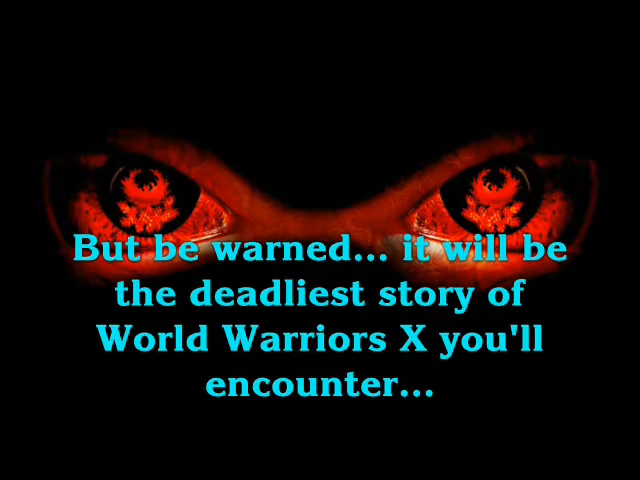 But be warned... it will be
the deadliest story of
World Warriors X you'll
encounter...